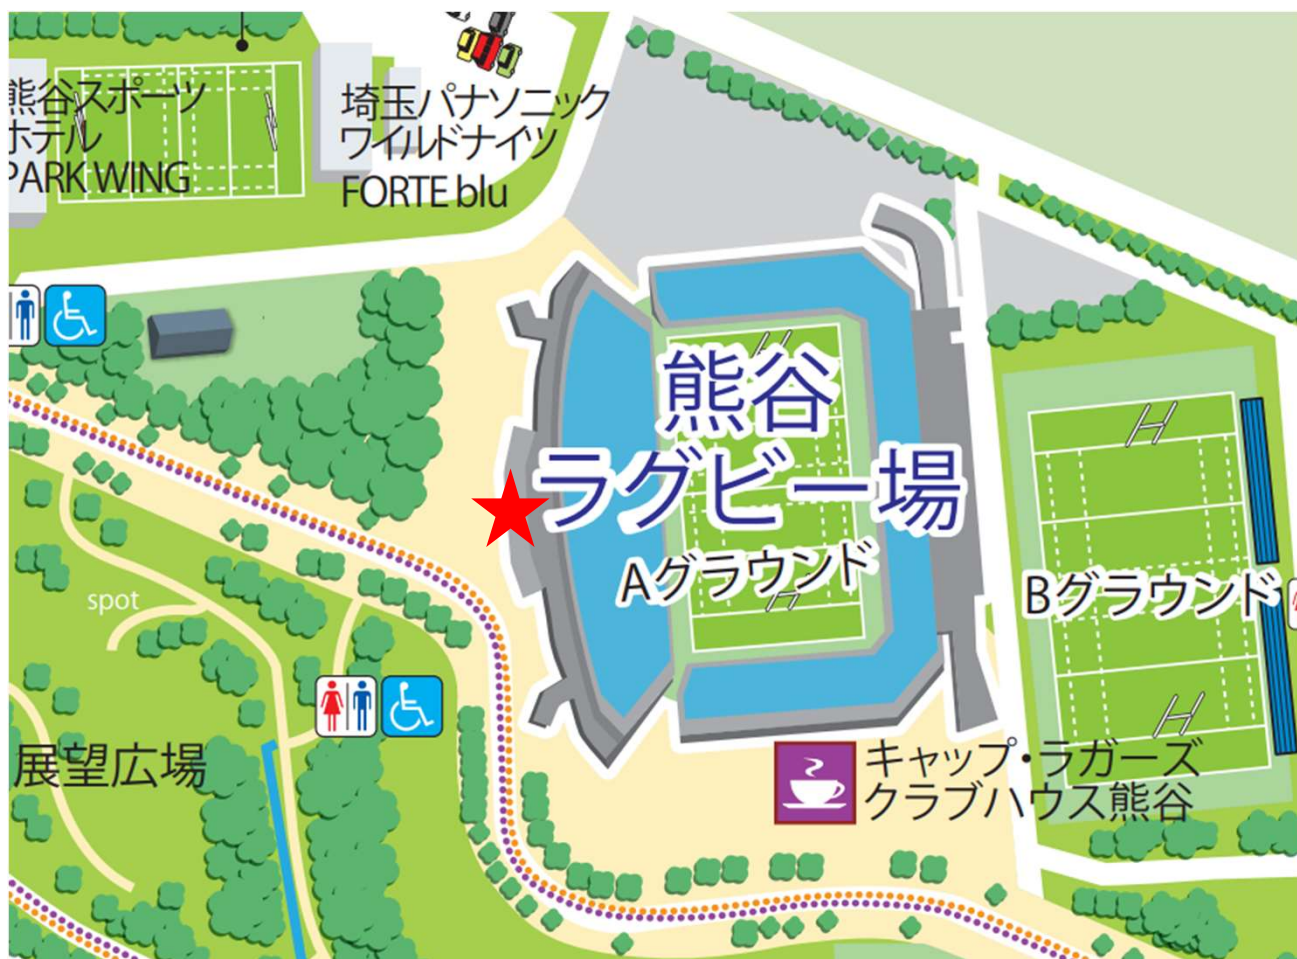 熊谷スポーツ
ホテル
PARK WING
埼玉パナソニック
ワイルドナイツ
FORTE blu
熊谷
ラグビー場
Aグラウンド
Bグラウンド
spot
展望広場
キャップ・ラガーズ
クラブハウス熊谷